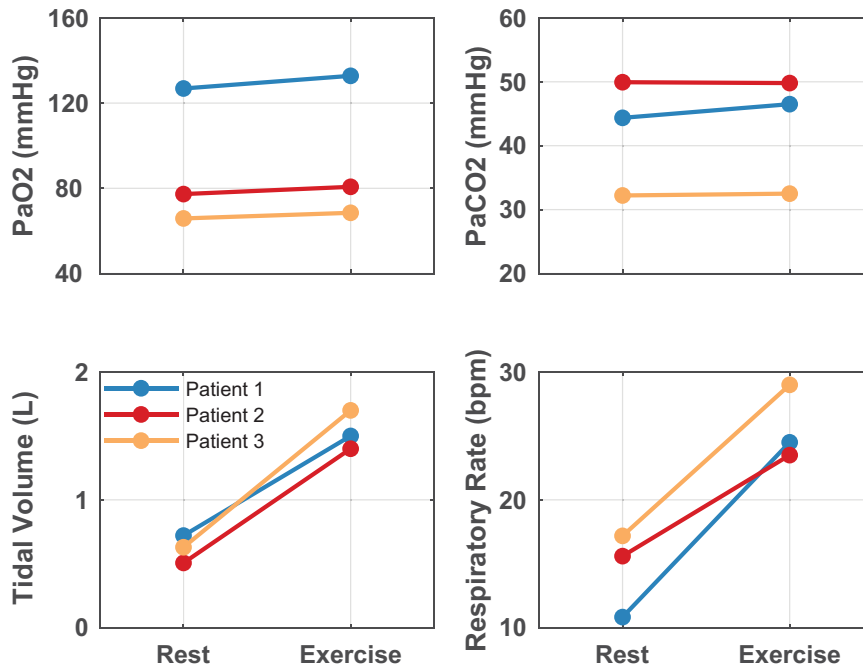 PaO2 (mmHg)
160
120
80
40
PaCO2 (mmHg)
60
50
40
30
20
Tidal Volume (L)
2
1
0
Patient 1
Patient 2
Patient 3
Rest
Exercise
Respiratory Rate (bpm)
30
20
10
Rest
Exercise